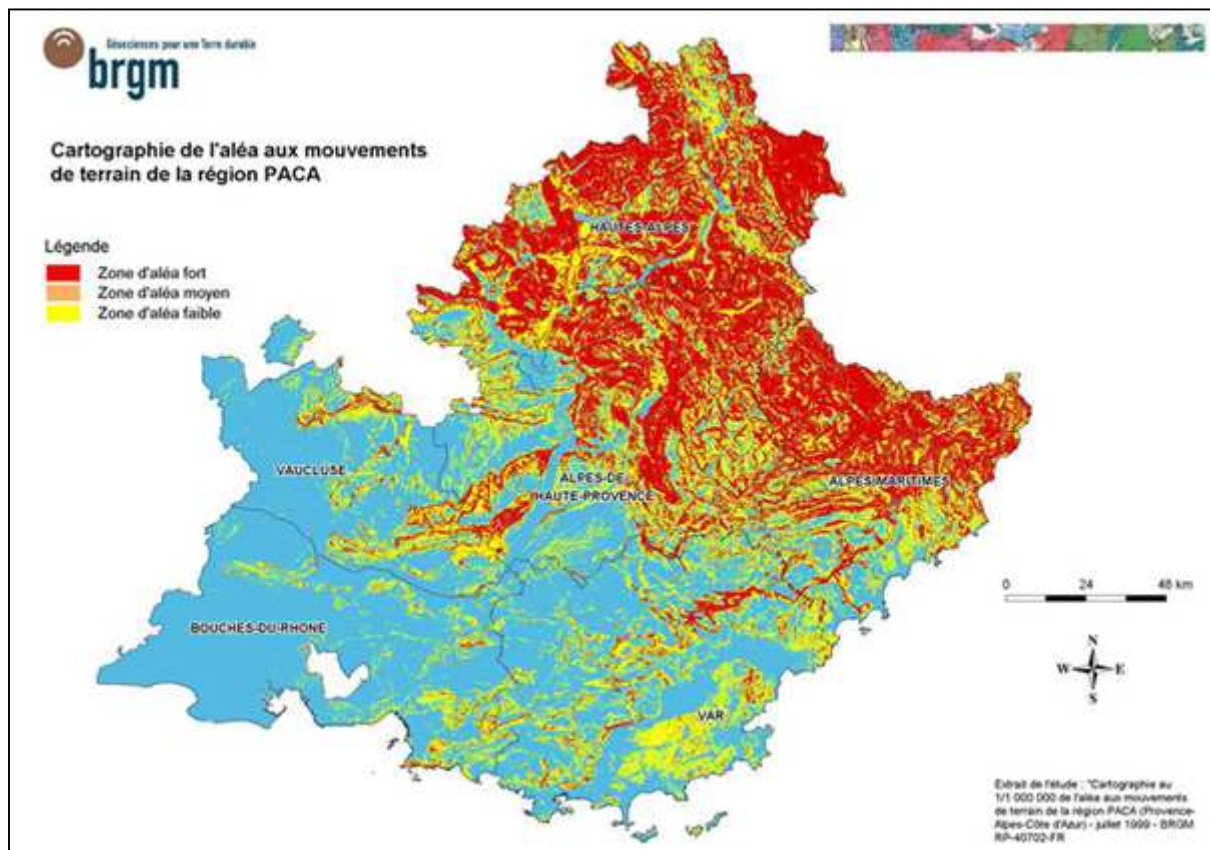 Géosciences pour une Terre durable
brgm
Cartographie de l'aléa aux mouvements
de terrain de la région PACA
Légende
Zone d'aléa fort
Zone d'aléa moyen
Zone d'aléa faible
HAUTES-ALPES
VAUCLUSE
ALPES-DE
HAUTE-PROVENCE
ALPES-MARITIMES
BOUCHES-DU-RHONE
VAR
0 24 48 km
N
W E
S
Extrait de l'étude : "Cartographie au
1/1 000 000 de l'aléa aux mouvements
de terrain de la région PACA (Provence-
Alpes-Côte d'Azur) - juillet 1999 - BRGM
RP-40702-FR